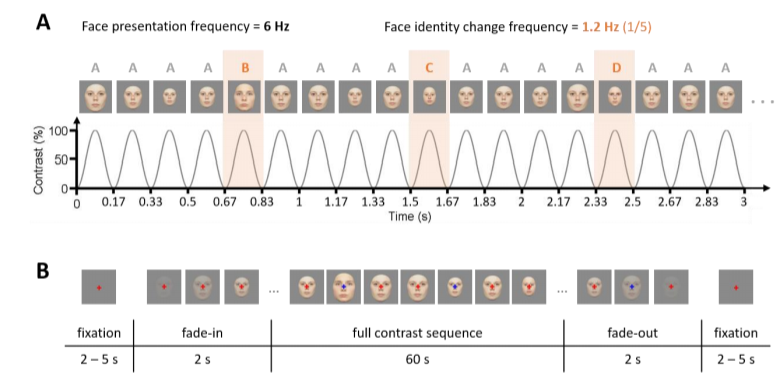 A
Face presentation frequency = 6 Hz
Face identity change frequency = 1.2 Hz (1/5)
A A A A B A A A A C A A A A D A A A
...
Contrast (%)
100
50
0
0 0.17 0.33 0.5 0.67 0.83 1 1.17 1.33 1.5 1.67 1.83 2 2.17 2.33 2.5 2.67 2.83 3
Time (s)
B
... ...
fixation fade-in full contrast sequence fade-out fixation
2 – 5 s 2 s 60 s 2 s 2 – 5 s